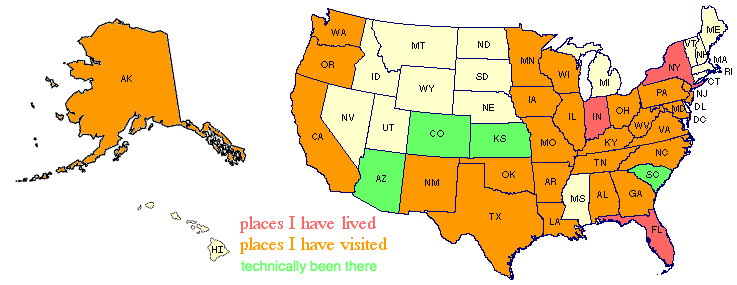 WA
MT
ND
MN
ME
VT
NH
OR
ID
SD
WI
MI
NY
MA
RI
CT
AK
WY
NE
IA
PA
NJ
NV
UT
CO
KS
IL
IN
OH
MD
DL
DC
CA
MO
WV
VA
KY
AZ
NM
OK
AR
TN
NC
SC
MS
AL
GA
TX
LA
FL
HI
places I have lived
places I have visited
technically been there